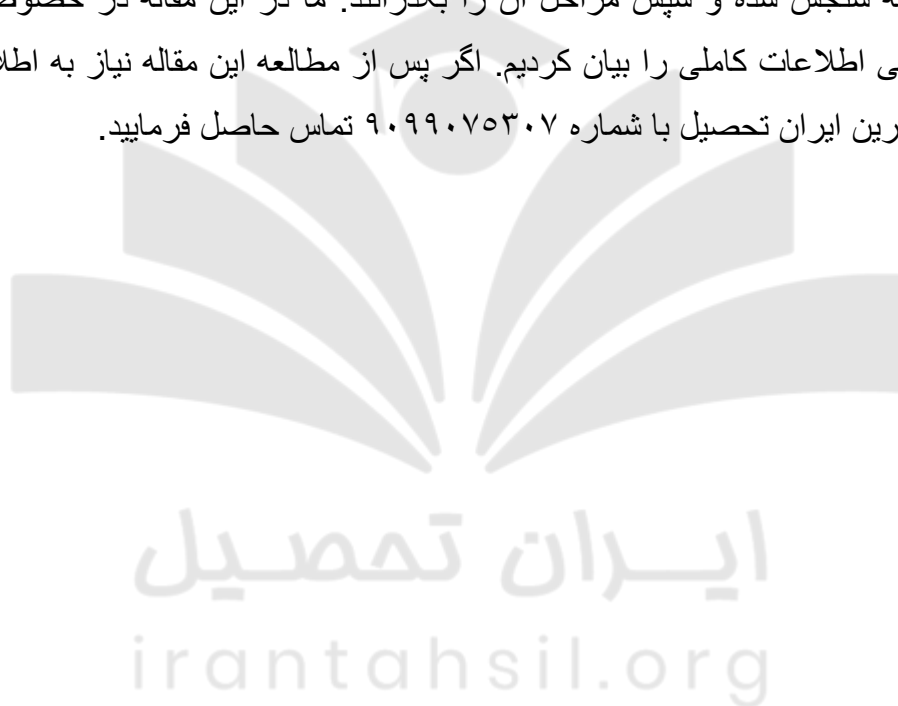 سنجش شده و سپس مراحل آن را بگذرانند. ما در این مقاله در
اطلاعات کاملی را بیان کردیم. اگر پس از مطالعه این مقاله نیاز به
ایران تحصیل با شماره ۹۰۹۹۰۷۵۳۰۷ تماس حاصل فرمایید.
ایران تحصیل
irantahsil.org